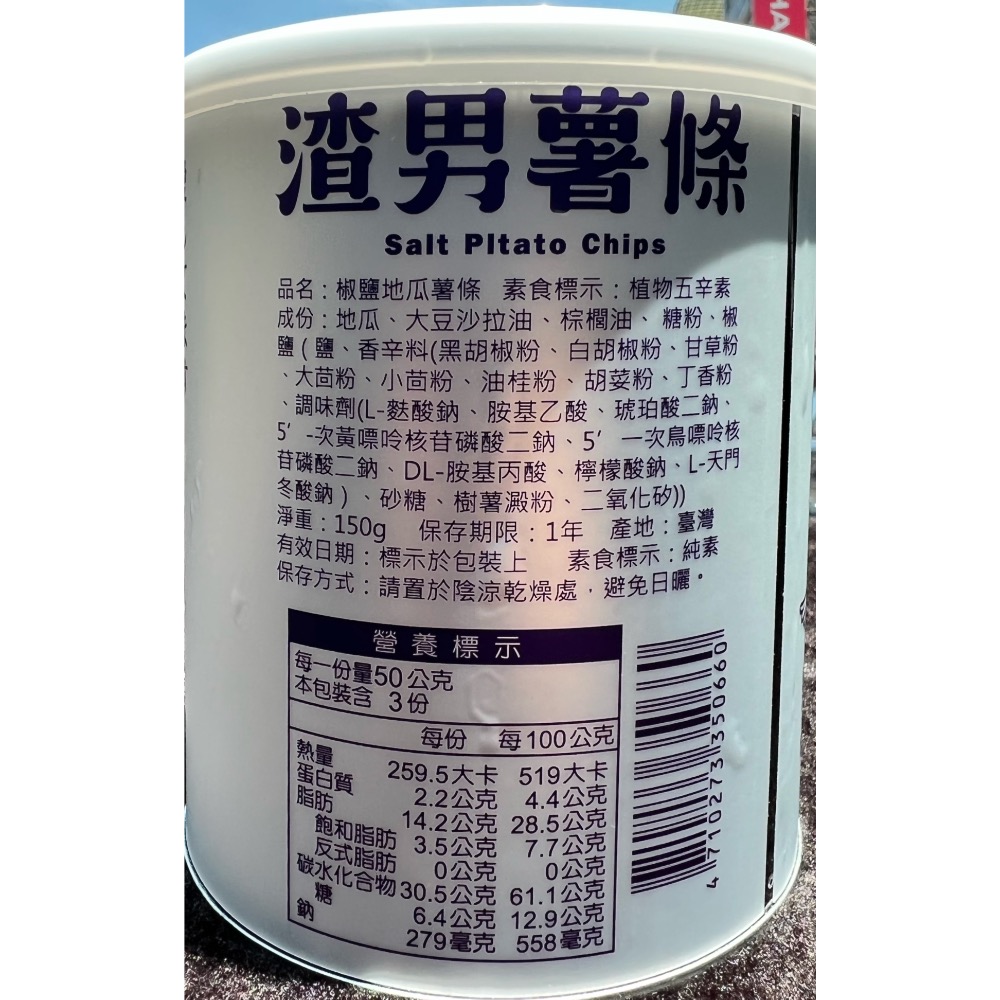 渣男薯條
Salt PItato Chips
品名：椒鹽地瓜薯條 素食標示：植物五辛素
成份：地瓜、大豆沙拉油、棕櫚油、糖粉、椒
鹽(鹽、香辛料(黑胡椒粉、白胡椒粉、甘草粉
、大茴粉、小茴粉、油桂粉、胡荽粉、丁香粉
、調味劑(L-麩酸鈉、胺基乙酸、琥珀酸二鈉、
5'-次黃嘌呤核苷磷酸二鈉、5'一次鳥嘌呤核
苷磷酸二鈉、DL-胺基丙酸、檸檬酸鈉、L-天門
冬酸鈉)、砂糖、樹薯澱粉、二氧化矽))
淨重：150g 保存期限：1年 產地：臺灣
有效日期：標示於包裝上 素食標示：純素
保存方式：請置於陰涼乾燥處，避免日曬。
營養標示
每一份量50公克
本包裝含 3份
每份 每100公克
熱量 259.5大卡 519大卡
蛋白質 2.2公克 4.4公克
脂肪 14.2公克 28.5公克
飽和脂肪 3.5公克 7.7公克
反式脂肪 0公克 0公克
碳水化合物 30.5公克 61.1公克
糖 6.4公克 12.9公克
鈉 279毫克 558毫克
4710273350660
HA